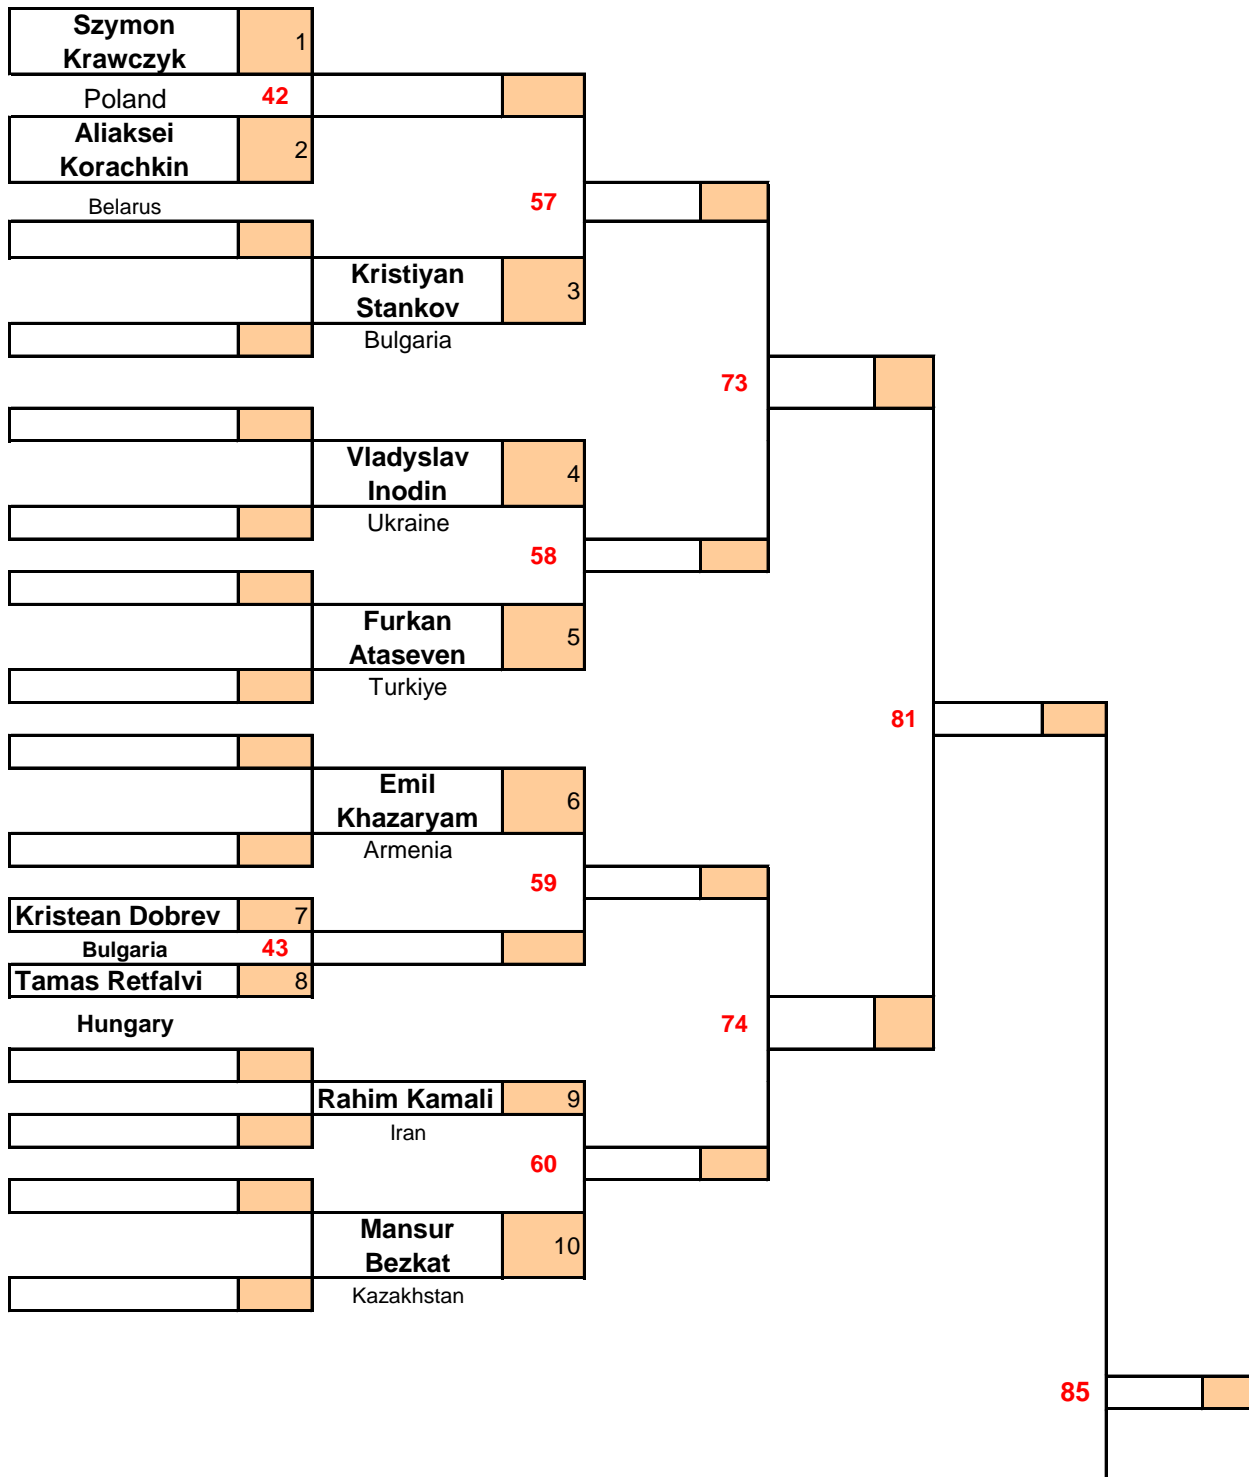 Szymon
Krawczyk
1
Poland
42
Aliaksei
Korachkin
2
Belarus
57
Kristiyan
Stankov
3
Bulgaria
73
Vladyslav
Inodin
4
Ukraine
58
Furkan
Ataseven
5
Turkiye
81
Emil
Khazaryam
6
Armenia
59
Kristean Dobrev
7
Bulgaria
43
Tamas Retfalvi
8
Hungary
74
Rahim Kamali
9
Iran
60
Mansur
Bezkat
10
Kazakhstan
85